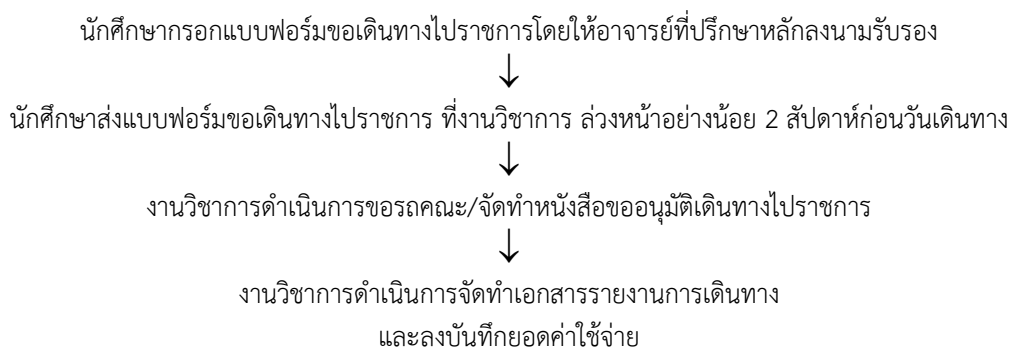 นักศึกษากรอกแบบฟอร์มขอเดินทางไปราชการโดยให้อาจารย์ที่ปรึกษาหลักลงนามรับรอง
นักศึกษาส่งแบบฟอร์มขอเดินทางไปราชการ ที่งานวิชาการ ล่วงหน้าอย่างน้อย 2 สัปดาห์ก่อนวันเดินทาง
งานวิชาการดำเนินการขอรถคณะ/จัดทำหนังสือขออนุมัติเดินทางไปราชการ
งานวิชาการดำเนินการจัดทำเอกสารรายงานการเดินทาง
และลงบันทึกยอดค่าใช้จ่าย